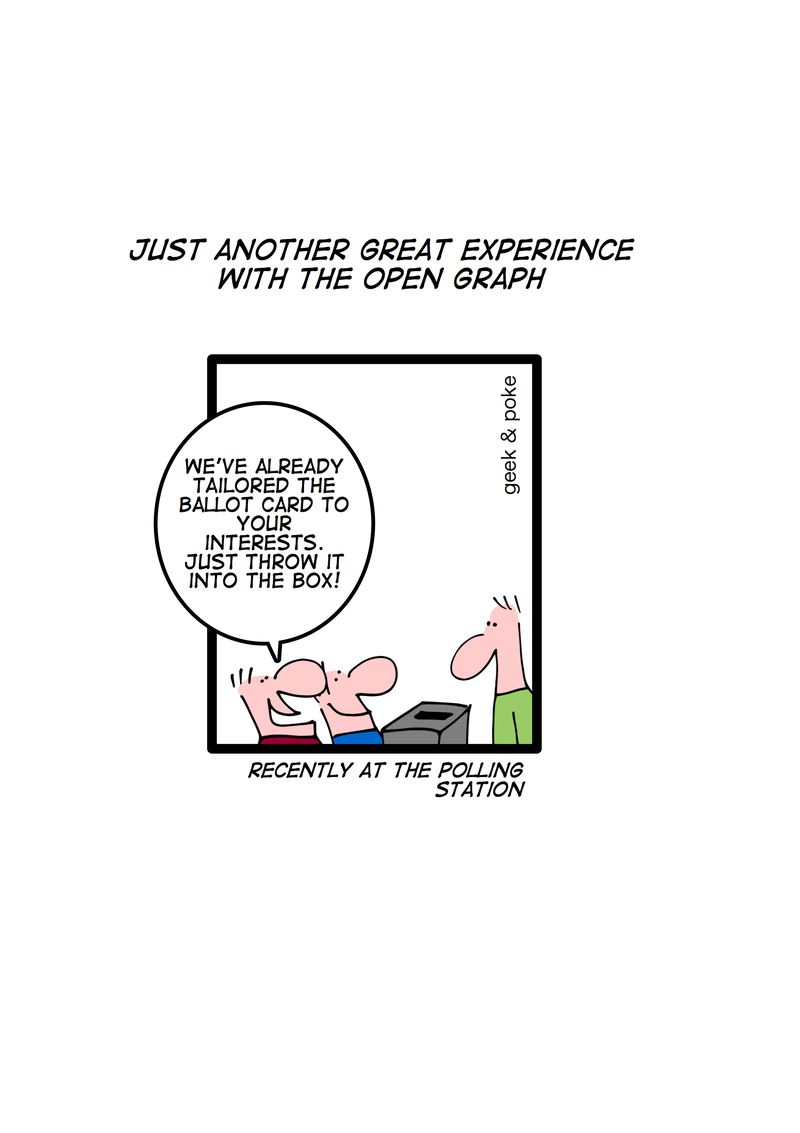 JUST ANOTHER GREAT EXPERIENCE
WITH THE OPEN GRAPH
geek & poke
WE'VE ALREADY
TAILORED THE
BALLOT CARD TO
YOUR
INTERESTS.
JUST THROW IT
INTO THE BOX!
RECENTLY AT THE POLLING
STATION